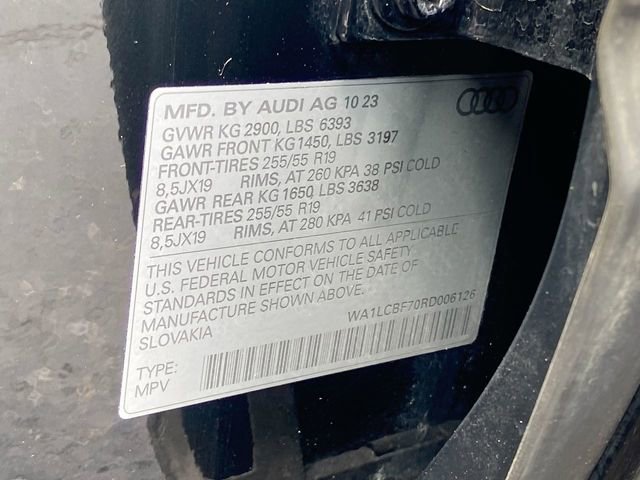 MFD. BY AUDI AG 10 23
GVWR KG 2900, LBS 6393
GAWR FRONT KG1450, LBS 3197
FRONT-TIRES 255/55 R19
8,5JX19 RIMS, AT 260 KPA 38 PSI COLD
GAWR REAR KG 1650, LBS 3638
REAR-TIRES 255/55 R19
8,5JX19 RIMS, AT 280 KPA 41 PSI COLD
THIS VEHICLE CONFORMS TO ALL APPLICABLE
U.S. FEDERAL MOTOR VEHICLE SAFETY
STANDARDS IN EFFECT ON THE DATE OF
MANUFACTURE SHOWN ABOVE.
SLOVAKIA
WA1LCBF70RD006126
TYPE:
MPV